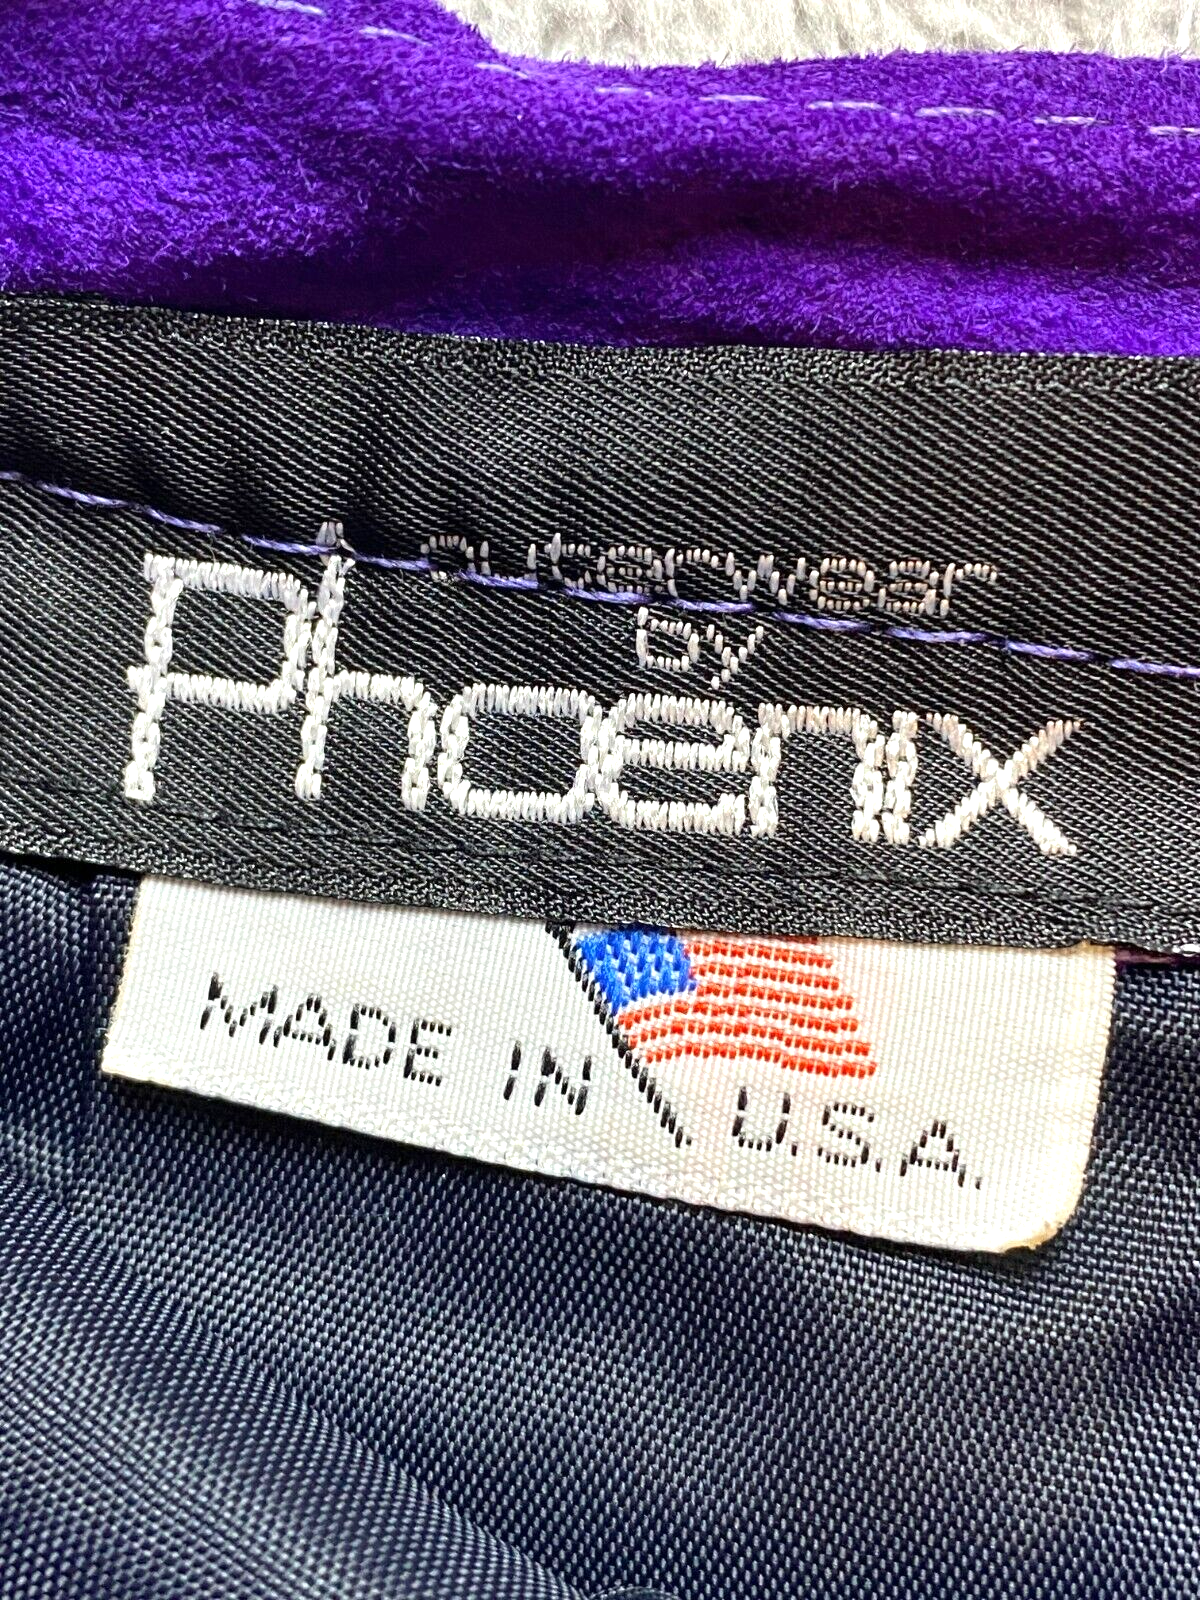 outerwear
by
Phoenix
MADE IN U.S.A.